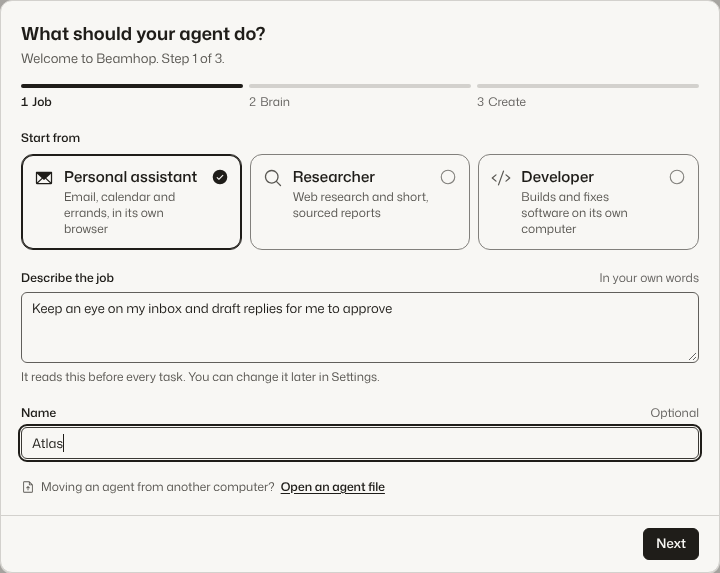 What should your agent do?
Welcome to Beamhop. Step 1 of 3.
1 Job
2 Brain
3 Create
Start from
Personal assistant
Email, calendar and
errands, in its own
browser
Researcher
Web research and short,
sourced reports
Developer
Builds and fixes
software on its own
computer
Describe the job
In your own words
Keep an eye on my inbox and draft replies for me to approve
It reads this before every task. You can change it later in Settings.
Name
Optional
Atlas
Moving an agent from another computer? Open an agent file
Next